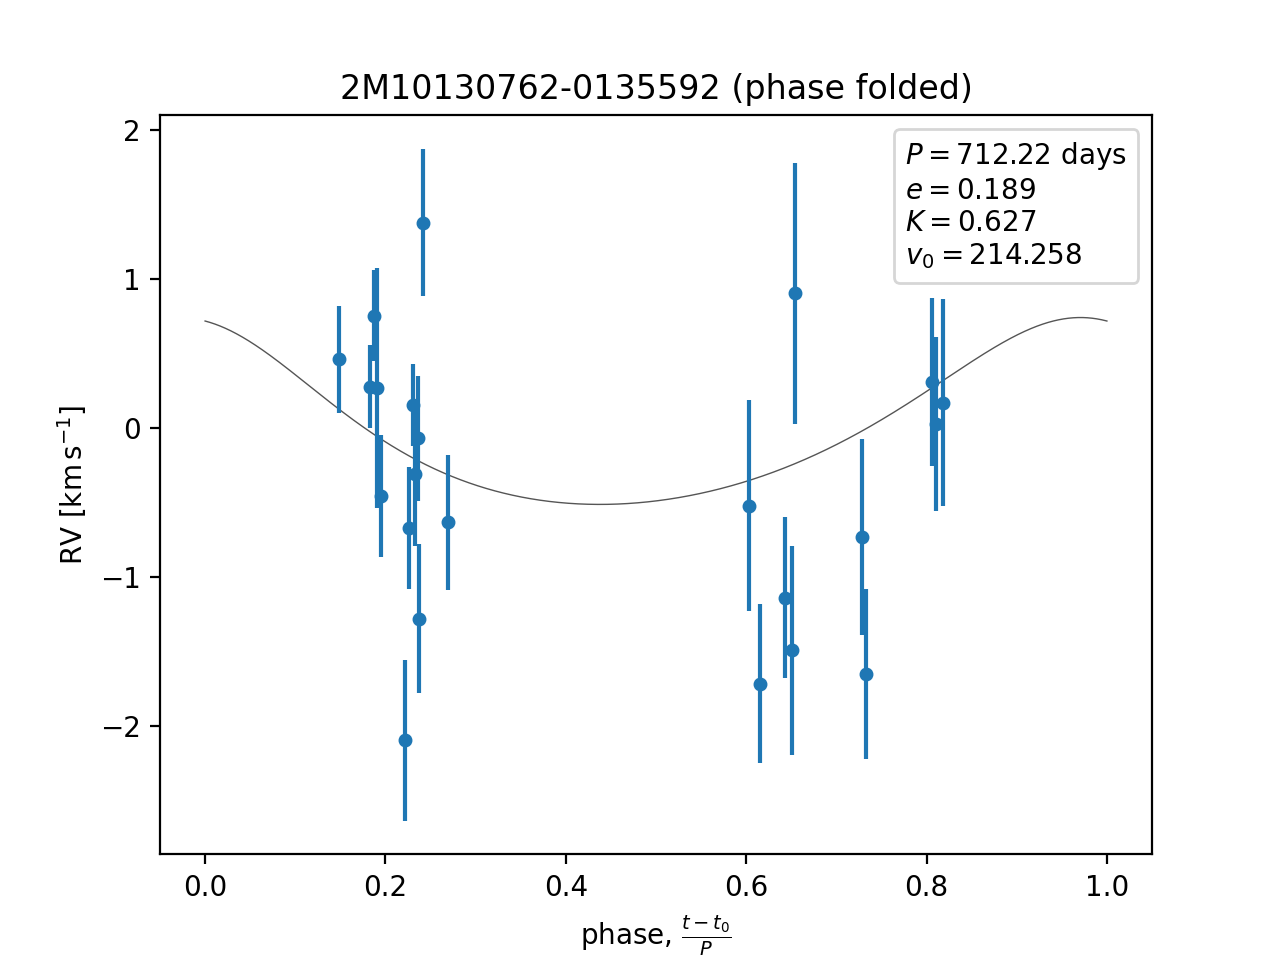 2M10130762-0135592 (phase folded)
P = 712.22 days
e = 0.189
K = 0.627
v₀ = 214.258
RV [km s⁻¹]
2
1
0
−1
−2
0.0 0.2 0.4 0.6 0.8 1.0
phase, (t − t₀)/P